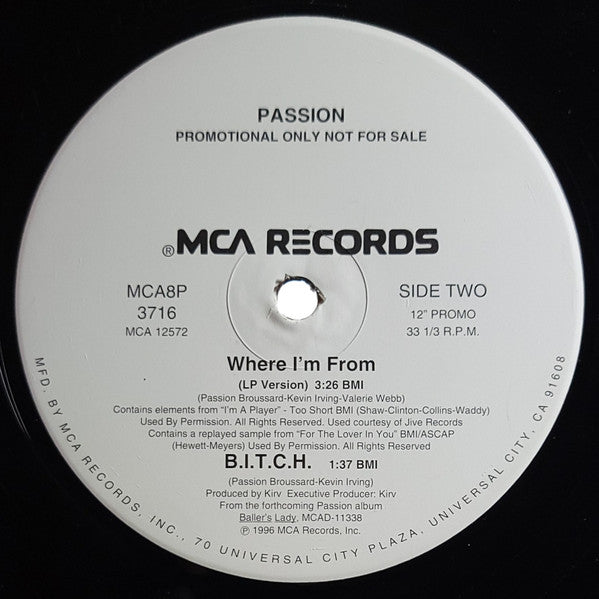 PASSION
PROMOTIONAL ONLY NOT FOR SALE
® MCA RECORDS
MCA8P
3716
MCA 12572
SIDE TWO
12" PROMO
33 1/3 R.P.M.
Where I'm From
(LP Version) 3:26 BMI
(Passion Broussard-Kevin Irving-Valerie Webb)
Contains elements from "I'm A Player" - Too Short BMI (Shaw-Clinton-Collins-Waddy)
Used By Permission. All Rights Reserved. Used courtesy of Jive Records
Contains a replayed sample from "For The Lover In You" BMI/ASCAP
(Hewett-Meyers) Used By Permission. All Rights Reserved
B.I.T.C.H. 1:37 BMI
(Passion Broussard-Kevin Irving)
Produced by Kirv Executive Producer: Kirv
From the forthcoming Passion album
Baller's Lady, MCAD-11338
℗ 1996 MCA Records, Inc.
MFD. BY MCA RECORDS, INC., 70 UNIVERSAL CITY PLAZA, UNIVERSAL CITY, CA 91608